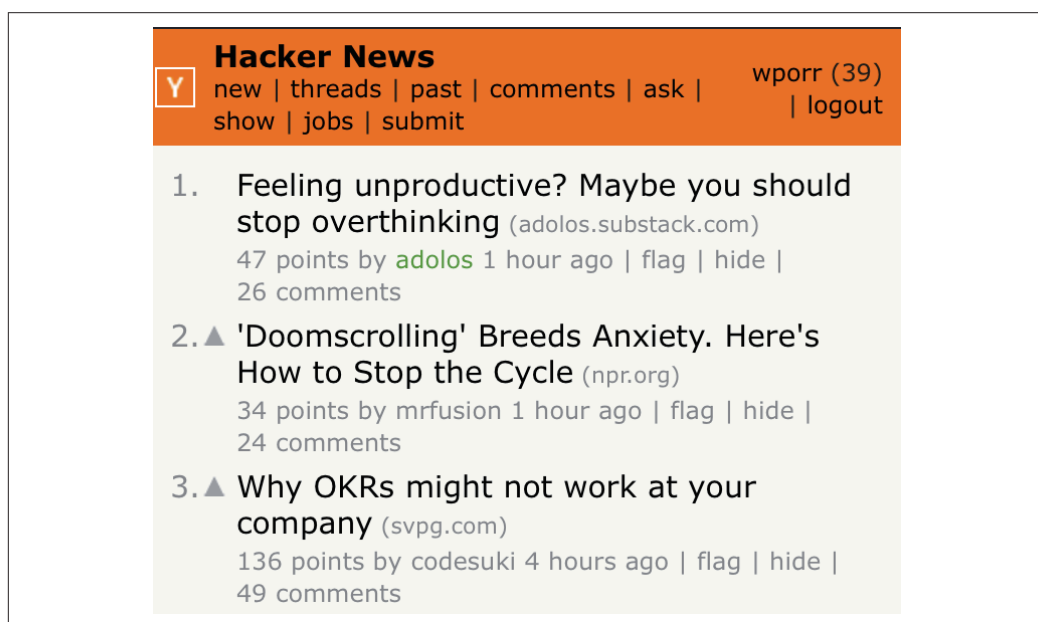 Hacker News
Y
new | threads | past | comments | ask |
show | jobs | submit
wporr (39)
| logout
1. Feeling unproductive? Maybe you should
stop overthinking (adolos.substack.com)
47 points by adolos 1 hour ago | flag | hide |
26 comments
2. 'Doomscrolling' Breeds Anxiety. Here's
How to Stop the Cycle (npr.org)
34 points by mrfusion 1 hour ago | flag | hide |
24 comments
3. Why OKRs might not work at your
company (svpg.com)
136 points by codesuki 4 hours ago | flag | hide |
49 comments